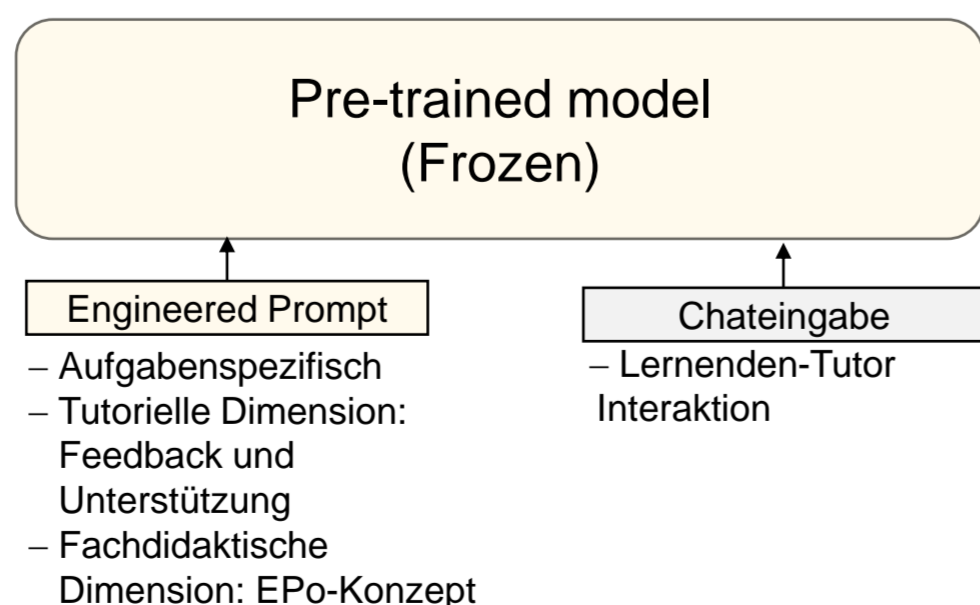 Pre-trained model
(Frozen)
Engineered Prompt
– Aufgabenspezifisch
– Tutorielle Dimension:
Feedback und
Unterstützung
– Fachdidaktische
Dimension: EPo-Konzept
Chateingabe
– Lernenden-Tutor
Interaktion